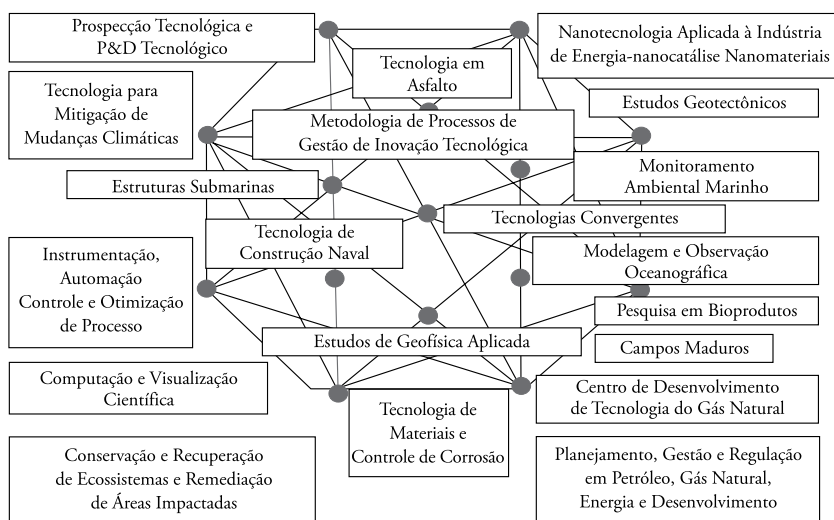 Prospecção Tecnológica e
P&D Tecnológico
Nanotecnologia Aplicada à Indústria
de Energia-nanocatálise Nanomateriais
Tecnologia em
Asfalto
Tecnologia para
Mitigação de
Mudanças Climáticas
Estudos Geotectônicos
Metodologia de Processos de
Gestão de Inovação Tecnológica
Monitoramento
Ambiental Marinho
Estruturas Submarinas
Tecnologias Convergentes
Tecnologia de
Construção Naval
Modelagem e Observação
Oceanográfica
Instrumentação,
Automação
Controle e Otimização
de Processo
Pesquisa em Bioprodutos
Estudos de Geofísica Aplicada
Campos Maduros
Computação e Visualização
Científica
Centro de Desenvolvimento
de Tecnologia do Gás Natural
Tecnologia de
Materiais e
Controle de Corrosão
Conservação e Recuperação
de Ecossistemas e Remediação
de Áreas Impactadas
Planejamento, Gestão e Regulação
em Petróleo, Gás Natural,
Energia e Desenvolvimento